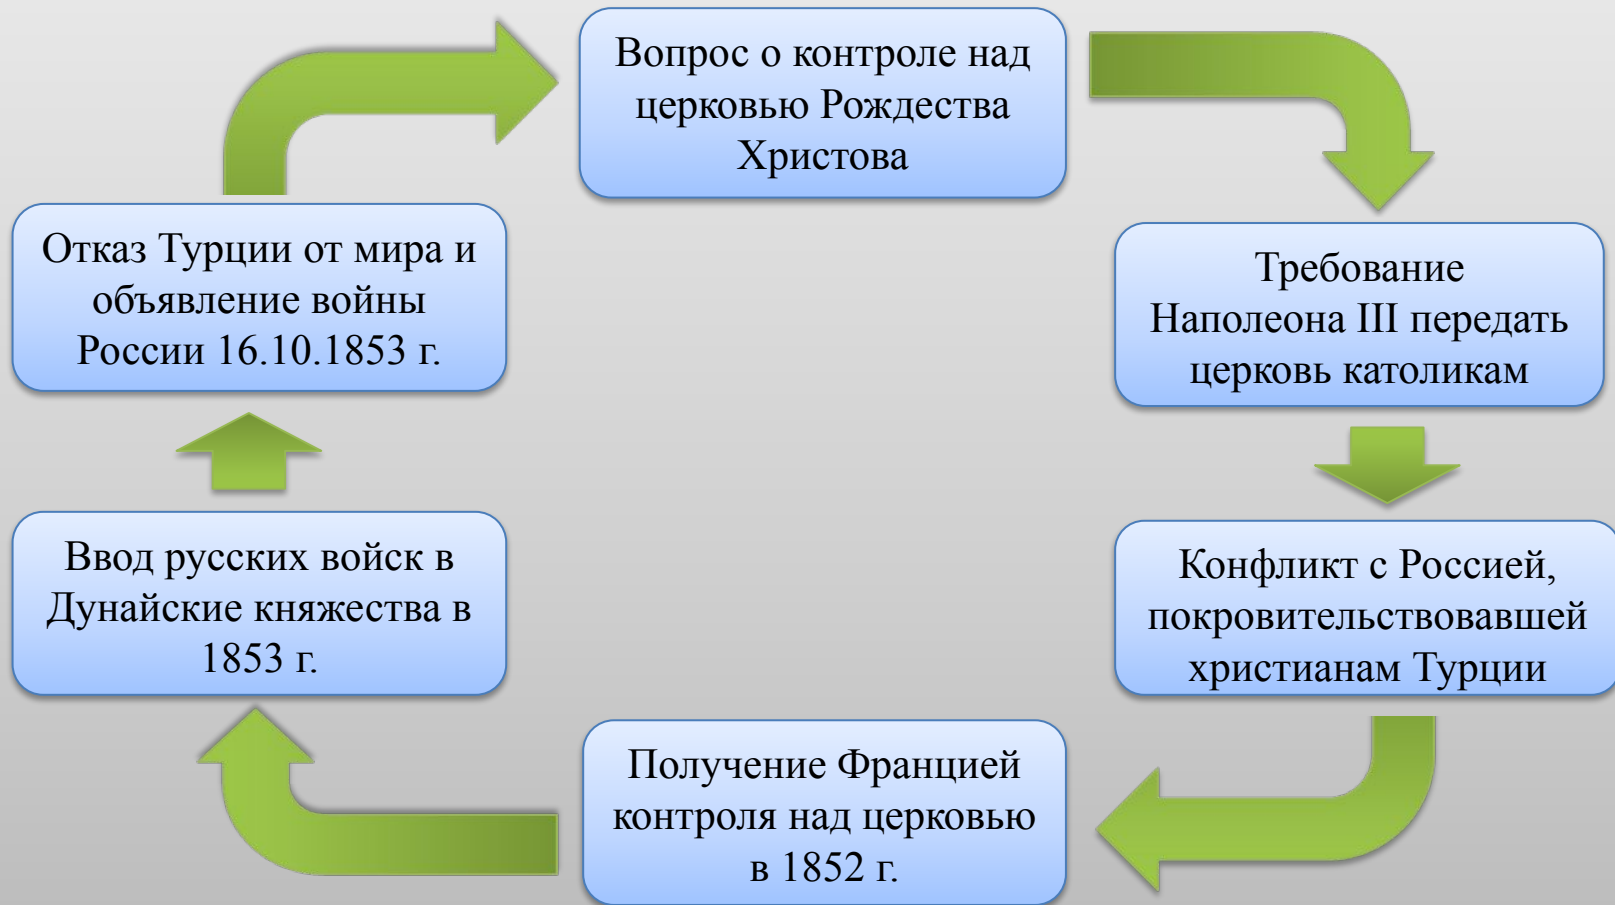 Вопрос о контроле над
церковью Рождества
Христова
Требование
Наполеона III передать
церковь католикам
Конфликт с Россией,
покровительствовавшей
христианам Турции
Получение Францией
контроля над церковью
в 1852 г.
Ввод русских войск в
Дунайские княжества в
1853 г.
Отказ Турции от мира и
объявление войны
России 16.10.1853 г.